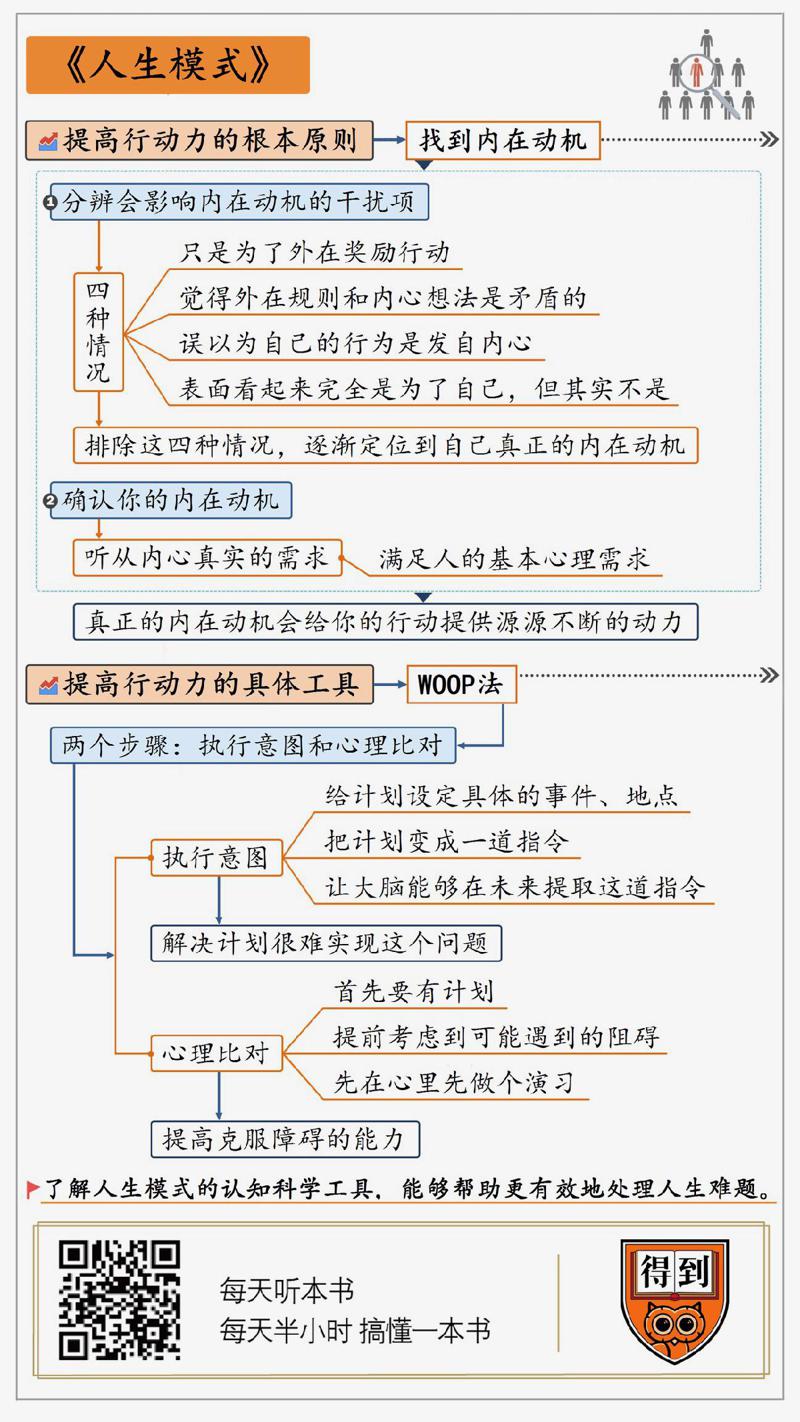 《人生模式》
提高行动力的根本原则
找到内在动机
1 分辨会影响内在动机的干扰项
四种情况
只是为了外在奖励行动
觉得外在规则和内心想法是矛盾的
误以为自己的行为是发自内心
表面看起来完全是为了自己，但其实不是
排除这四种情况，逐渐定位到自己真正的内在动机
2 确认你的内在动机
听从内心真实的需求
满足人的基本心理需求
真正的内在动机会给你的行动提供源源不断的动力
提高行动力的具体工具
WOOP法
两个步骤：执行意图和心理比对
执行意图
给计划设定具体的事件、地点
把计划变成一道指令
让大脑能够在未来提取这道指令
解决计划很难实现这个问题
心理比对
首先要有计划
提前考虑到可能遇到的阻碍
先在心里先做个演习
提高克服障碍的能力
了解人生模式的认知科学工具，能够帮助更有效地处理人生难题。
每天听本书
每天半小时 搞懂一本书
得到